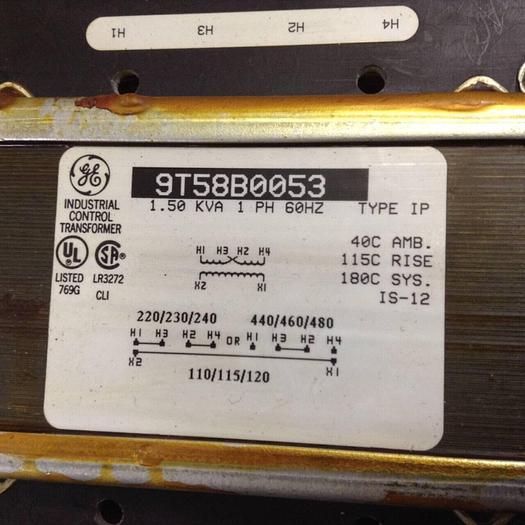 H1 H3 H2 H4
GE
9T58B0053
1.50 KVA 1 PH 60HZ TYPE IP
INDUSTRIAL
CONTROL
TRANSFORMER
40C AMB.
115C RISE
180C SYS.
IS-12
UL SA
LISTED LR3272
769G CLI
H1 H3 H2 H4
X2 X1
220/230/240 440/460/480
H1 H3 H2 H4 OR H1 H3 H2 H4
X2 X1
110/115/120